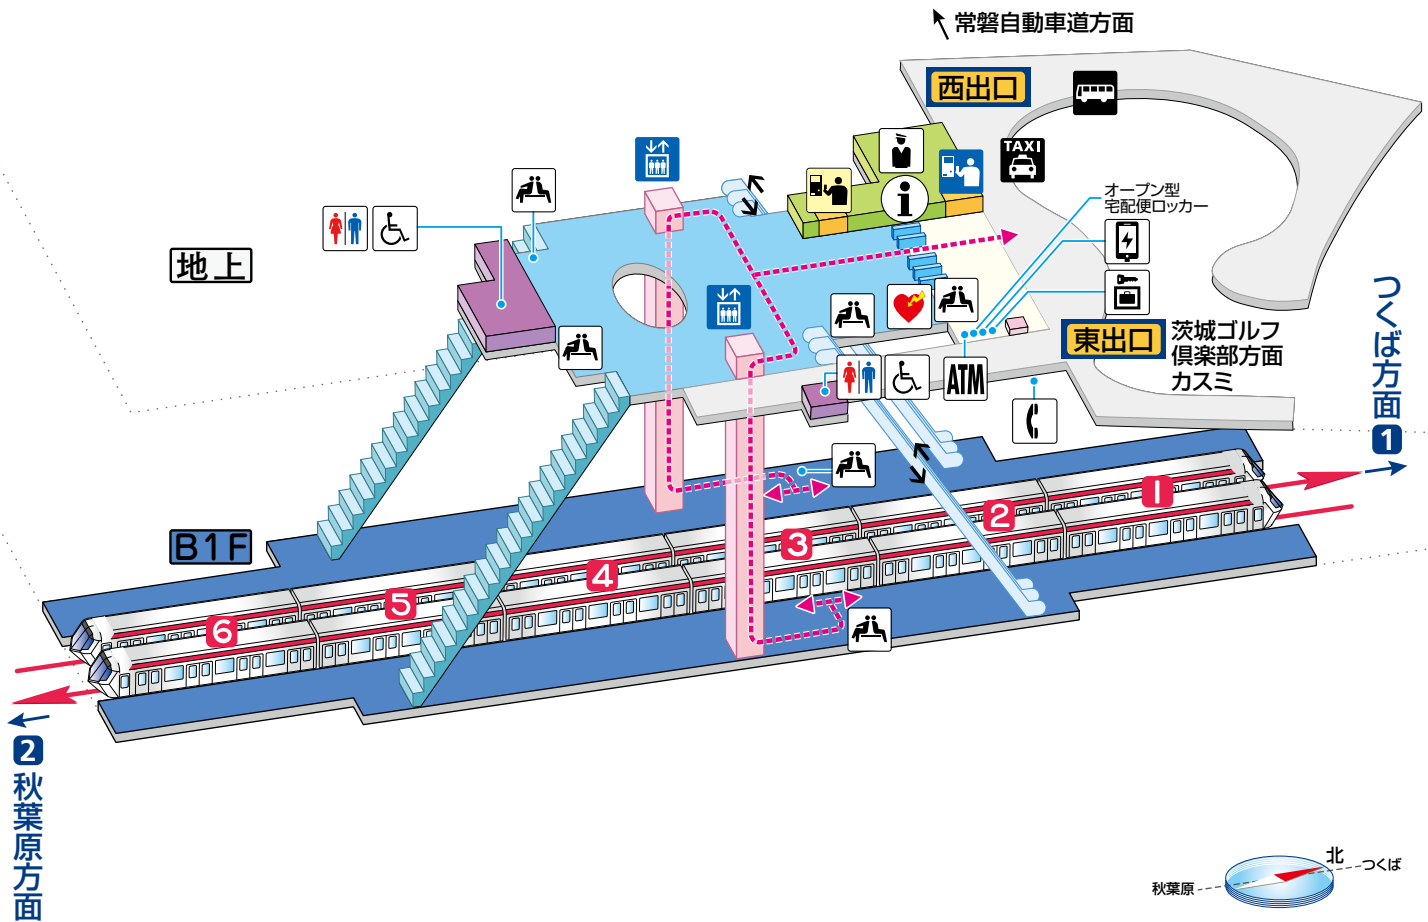 常磐自動車道方面
西出口
TAXI
オープン型
宅配便ロッカー
i
地上
東出口
茨城ゴルフ
倶楽部方面
カスミ
ATM
つくば方面
1
B1F
1
2
3
4
5
6
2
秋葉原方面
北
つくば
秋葉原